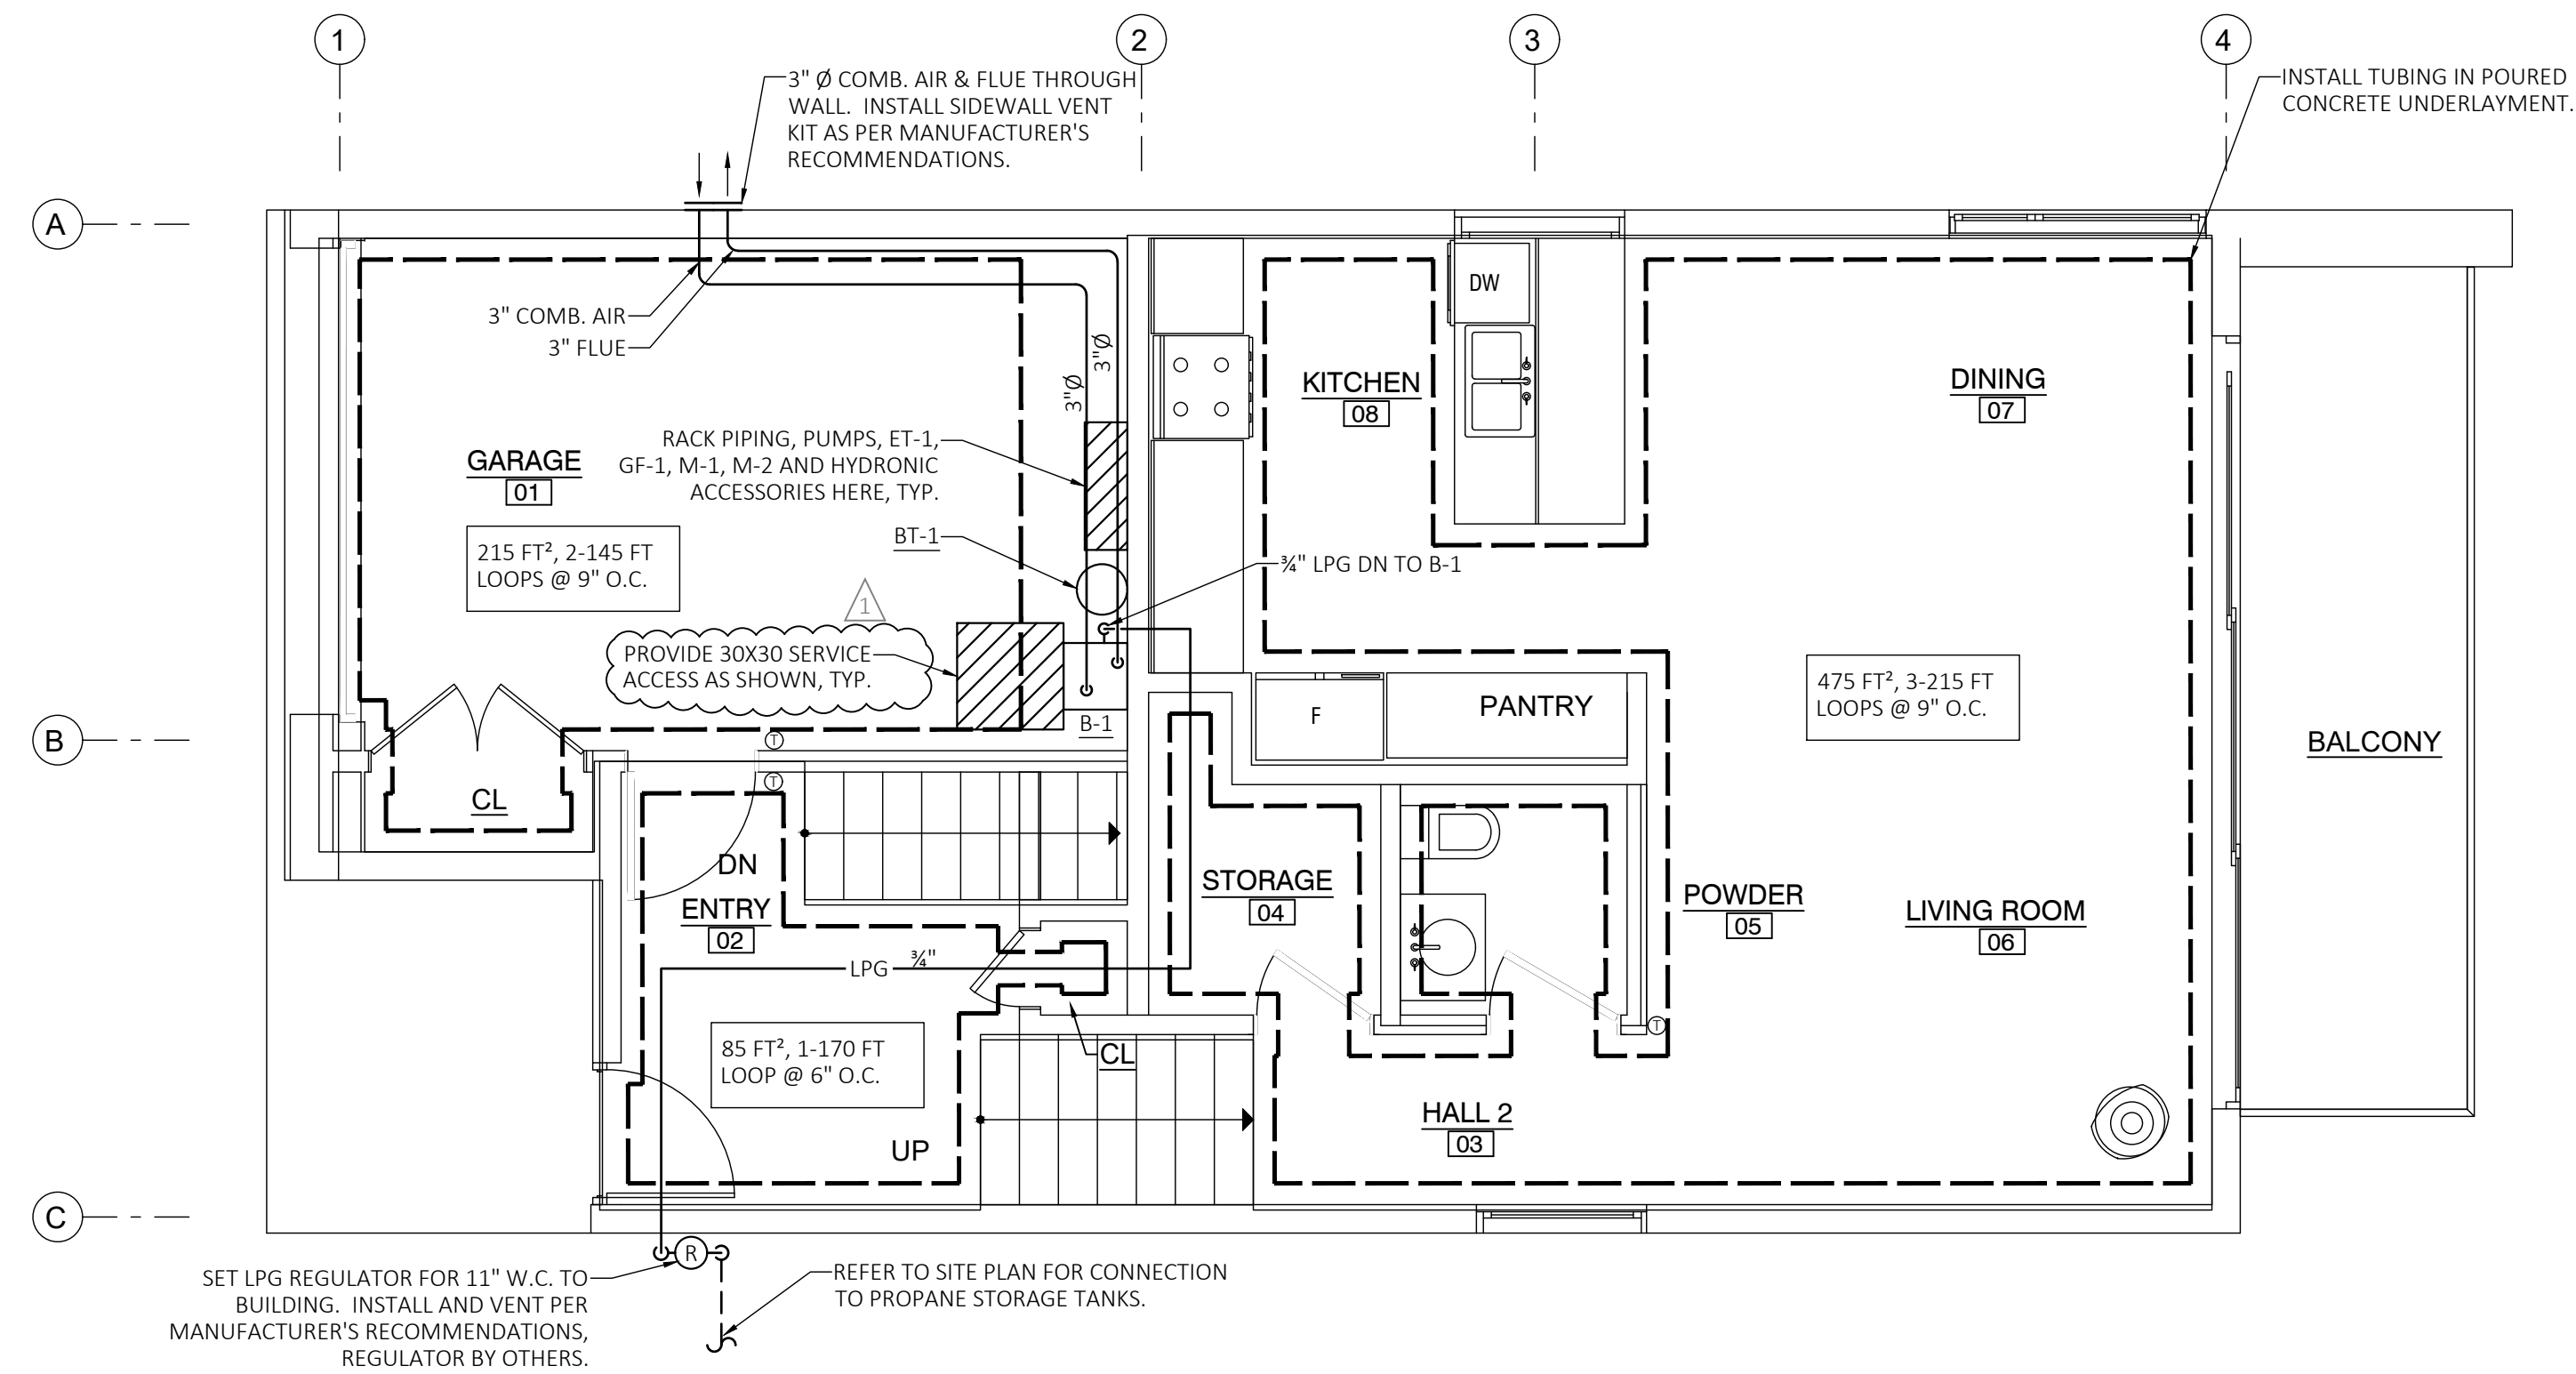 1
2
3
4
3" Ø COMB. AIR & FLUE THROUGH
WALL. INSTALL SIDEWALL VENT
KIT AS PER MANUFACTURER'S
RECOMMENDATIONS.
INSTALL TUBING IN POURED
CONCRETE UNDERLAYMENT.
A
3" COMB. AIR
3" FLUE
3"Ø
3"Ø
DW
KITCHEN
08
DINING
07
RACK PIPING, PUMPS, ET-1,
GF-1, M-1, M-2 AND HYDRONIC
ACCESSORIES HERE, TYP.
GARAGE
01
215 FT², 2-145 FT
LOOPS @ 9" O.C.
BT-1
¾" LPG DN TO B-1
1
PROVIDE 30X30 SERVICE
ACCESS AS SHOWN, TYP.
B-1
B
T
T
CL
F
PANTRY
475 FT², 3-215 FT
LOOPS @ 9" O.C.
BALCONY
DN
ENTRY
02
STORAGE
04
POWDER
05
LIVING ROOM
06
LPG
¾"
T
85 FT², 1-170 FT
LOOP @ 6" O.C.
CL
UP
HALL 2
03
C
R
SET LPG REGULATOR FOR 11" W.C. TO
BUILDING. INSTALL AND VENT PER
MANUFACTURER'S RECOMMENDATIONS,
REGULATOR BY OTHERS.
REFER TO SITE PLAN FOR CONNECTION
TO PROPANE STORAGE TANKS.